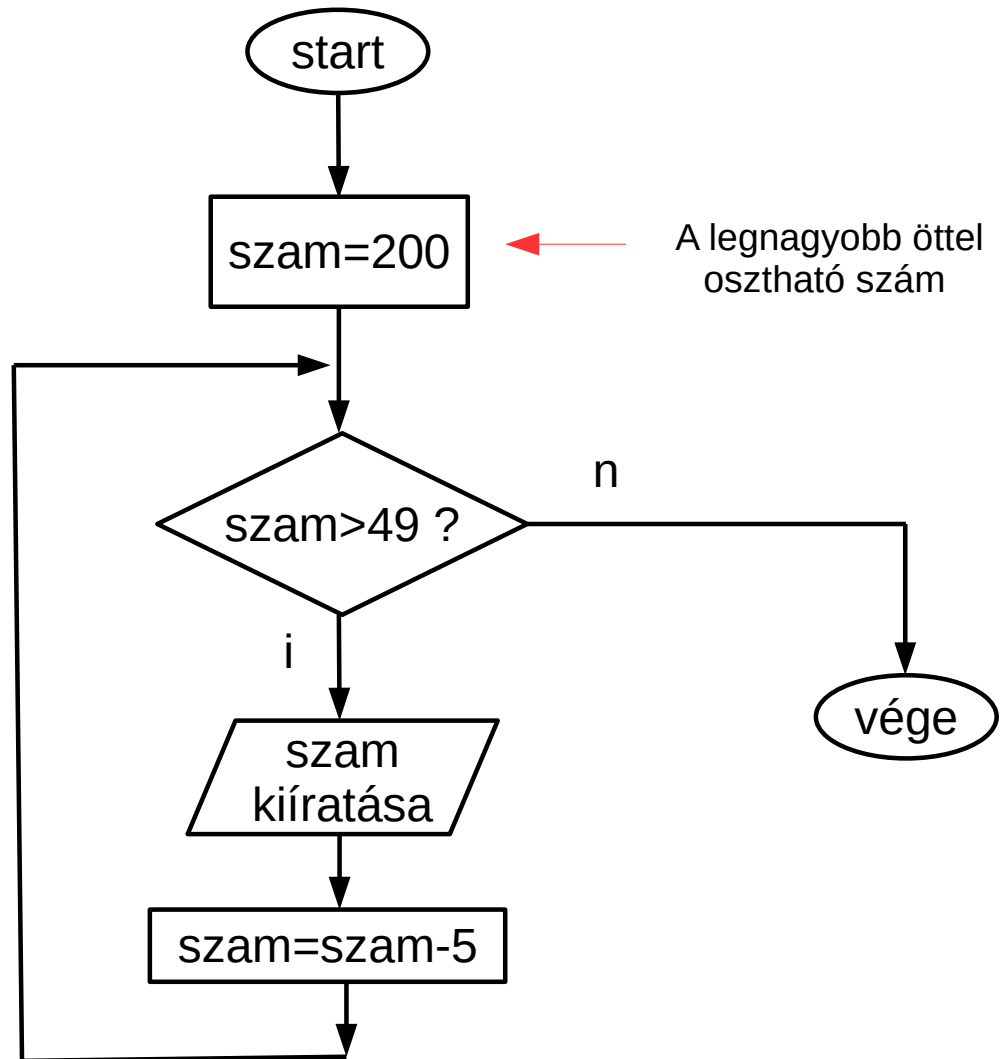 start
szam=200
A legnagyobb öttel
osztható szám
szam>49 ?
n
i
vége
szam
kiíratása
szam=szam-5